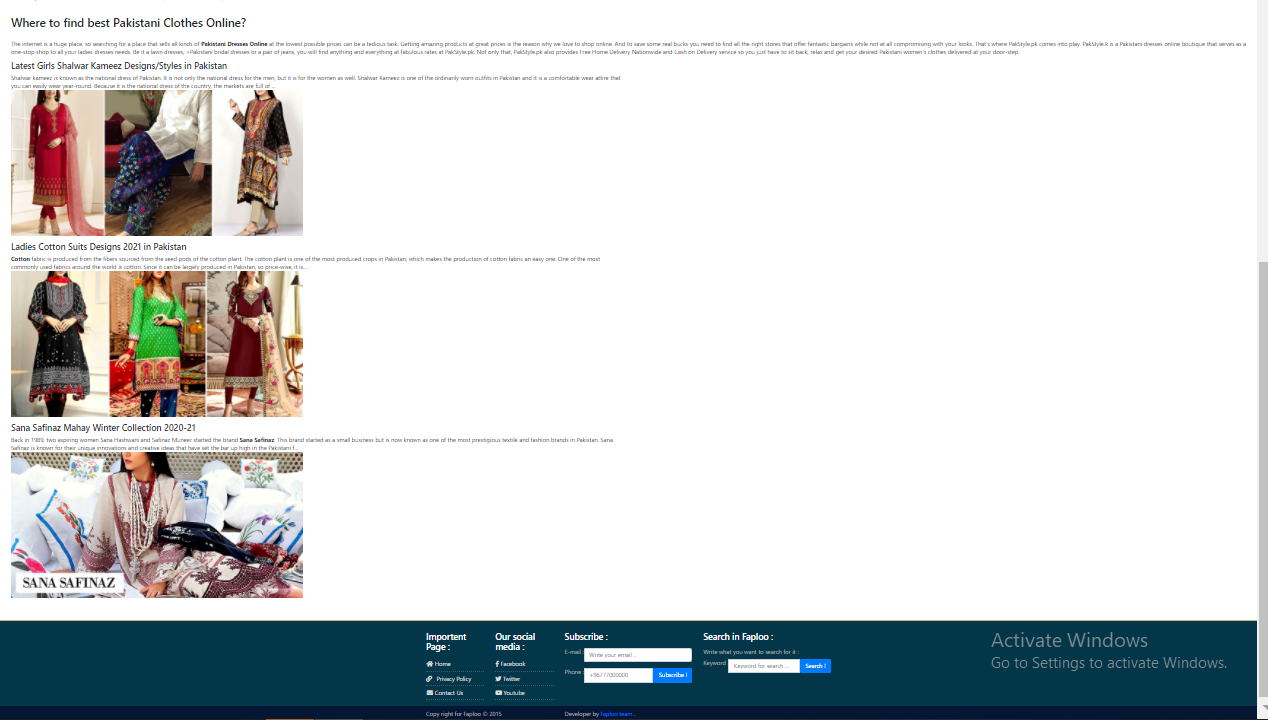 Where to find best Pakistani Clothes Online?
The internet is a huge place, so searching for a place that sells all kinds of Pakistani Dresses Online at the lowest possible prices can be a tedious task. Getting amazing products at great prices is the reason why we love to shop online. And to save some real bucks you need to find all the right stores that offer fantastic bargains while not at all compromising with your looks. That's where PakStyle.pk comes into play. PakStyle.k is a Pakistani dresses online boutique that serves as a
one-stop shop to all your ladies dresses needs. Be it a lawn dresses, >Pakistani bridal dresses or a pair of jeans, you will find anything and everything at fabulous rates at PakStyle.pk. Not only that, PakStyle.pk also provides Free Home Delivery Nationwide and Cash on Delivery service so you just have to sit back, relax and get your desired Pakistani women's clothes delivered at your door-step.
Latest Girls Shalwar Kameez Designs/Styles in Pakistan
Shalwar kameez is known as the national dress of Pakistan. It is not only the national dress for the men, but it is for the women as well. Shalwar Kameez is one of the ordinarily worn outfits in Pakistan and it is a comfortable wear attire that
you can easily wear year-round. Because it is the national dress of the country, the markets are full of ...
Ladies Cotton Suits Designs 2021 in Pakistan
Cotton fabric is produced from the fibers sourced from the seed pods of the cotton plant. The cotton plant is one of the most produced crops in Pakistan, which makes the production of cotton fabric an easy one. One of the most
commonly used fabrics around the world is cotton. Since it can be largely produced in Pakistan, so price-wise, it is...
Sana Safinaz Mahay Winter Collection 2020-21
Back in 1989, two aspiring women Sana Hashwani and Safinaz Muneer started the brand Sana Safinaz. This brand started as a small business but is now known as one of the most prestigious textile and fashion brands in Pakistan. Sana
Safinaz is known for their unique innovations and creative ideas that have set the bar up high in the Pakistani f...
SANA SAFINAZ
Importent Page :
Home
Privacy Policy
Contact Us
Our social media :
Facebook
Twitter
Youtube
Subscribe :
E-mail : Write your email ..
Phone : +96777000000 Subscribe !
Search in Faploo :
Write what you want to search for it :
Keyword : Keyword for search ... Search !
Activate Windows
Go to Settings to activate Windows.
Copy right for Faploo © 2015
Developer by Faploo team...